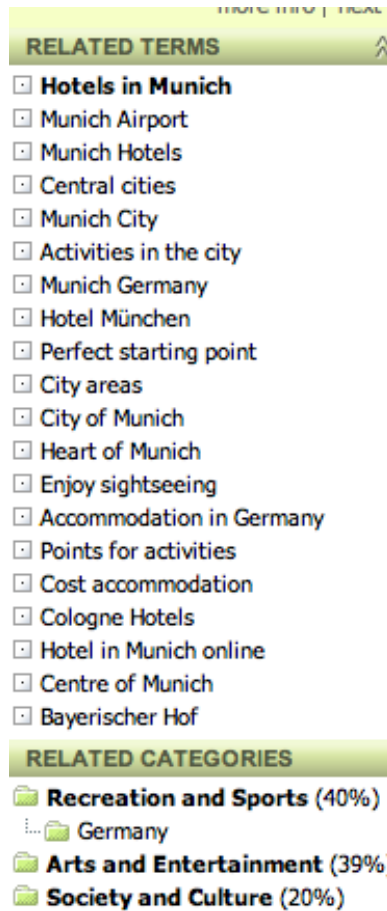 more info | next
RELATED TERMS
Hotels in Munich
Munich Airport
Munich Hotels
Central cities
Munich City
Activities in the city
Munich Germany
Hotel München
Perfect starting point
City areas
City of Munich
Heart of Munich
Enjoy sightseeing
Accommodation in Germany
Points for activities
Cost accommodation
Cologne Hotels
Hotel in Munich online
Centre of Munich
Bayerischer Hof
RELATED CATEGORIES
Recreation and Sports (40%)
Germany
Arts and Entertainment (39%
Society and Culture (20%)